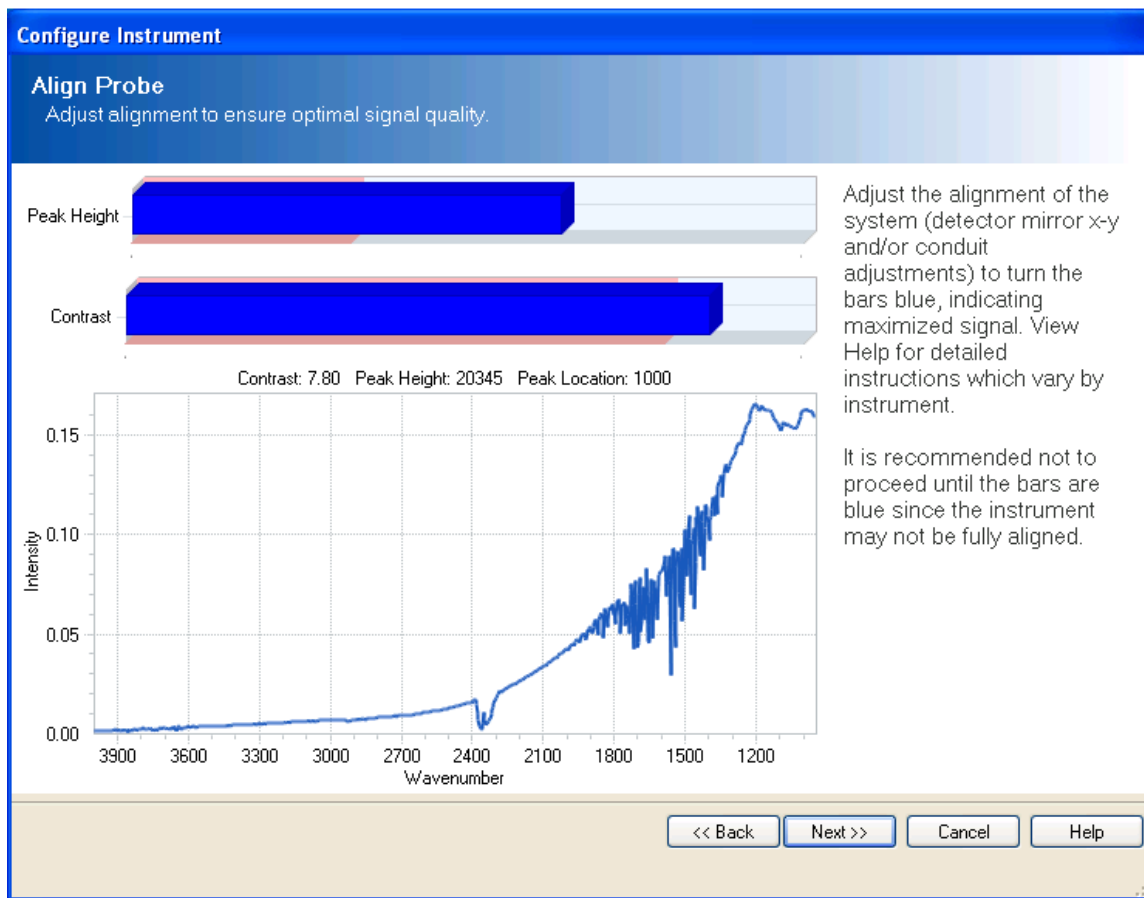 Configure Instrument
Align Probe
Adjust alignment to ensure optimal signal quality.
Peak Height
Contrast
Contrast: 7.80 Peak Height: 20345 Peak Location: 1000
0.15
0.10
0.05
0.00
Intensity
3900 3600 3300 3000 2700 2400 2100 1800 1500 1200
Wavenumber
Adjust the alignment of the
system (detector mirror x-y
and/or conduit
adjustments) to turn the
bars blue, indicating
maximized signal. View
Help for detailed
instructions which vary by
instrument.
It is recommended not to
proceed until the bars are
blue since the instrument
may not be fully aligned.
<< Back Next >> Cancel Help